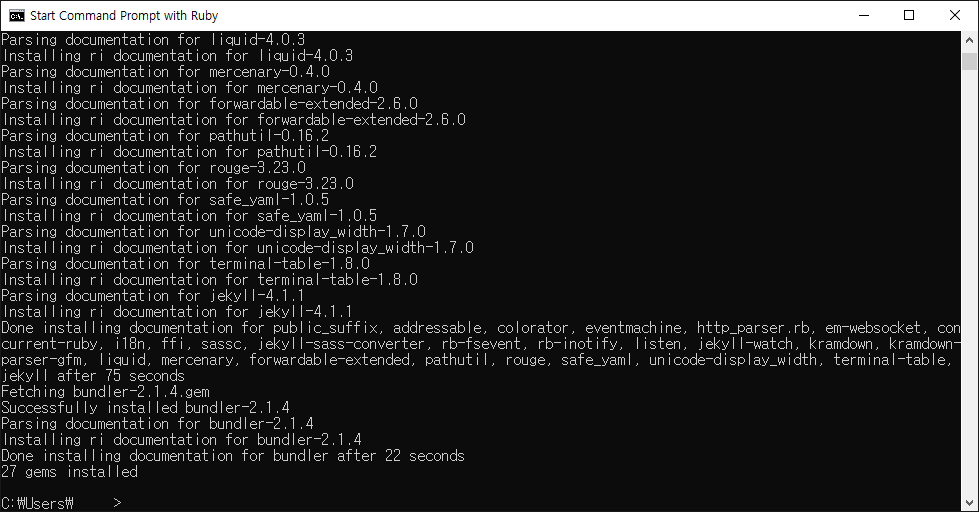 Start Command Prompt with Ruby
Parsing documentation for liquid-4.0.3
Installing ri documentation for liquid-4.0.3
Parsing documentation for mercenary-0.4.0
Installing ri documentation for mercenary-0.4.0
Parsing documentation for forwardable-extended-2.6.0
Installing ri documentation for forwardable-extended-2.6.0
Parsing documentation for pathutil-0.16.2
Installing ri documentation for pathutil-0.16.2
Parsing documentation for rouge-3.23.0
Installing ri documentation for rouge-3.23.0
Parsing documentation for safe_yaml-1.0.5
Installing ri documentation for safe_yaml-1.0.5
Parsing documentation for unicode-display_width-1.7.0
Installing ri documentation for unicode-display_width-1.7.0
Parsing documentation for terminal-table-1.8.0
Installing ri documentation for terminal-table-1.8.0
Parsing documentation for jekyll-4.1.1
Installing ri documentation for jekyll-4.1.1
Done installing documentation for public_suffix, addressable, colorator, eventmachine, http_parser.rb, em-websocket, con
current-ruby, i18n, ffi, sassc, jekyll-sass-converter, rb-fsevent, rb-inotify, listen, jekyll-watch, kramdown, kramdown-
parser-gfm, liquid, mercenary, forwardable-extended, pathutil, rouge, safe_yaml, unicode-display_width, terminal-table,
jekyll after 75 seconds
Fetching bundler-2.1.4.gem
Successfully installed bundler-2.1.4
Parsing documentation for bundler-2.1.4
Installing ri documentation for bundler-2.1.4
Done installing documentation for bundler after 22 seconds
27 gems installed
C:₩Users₩     >